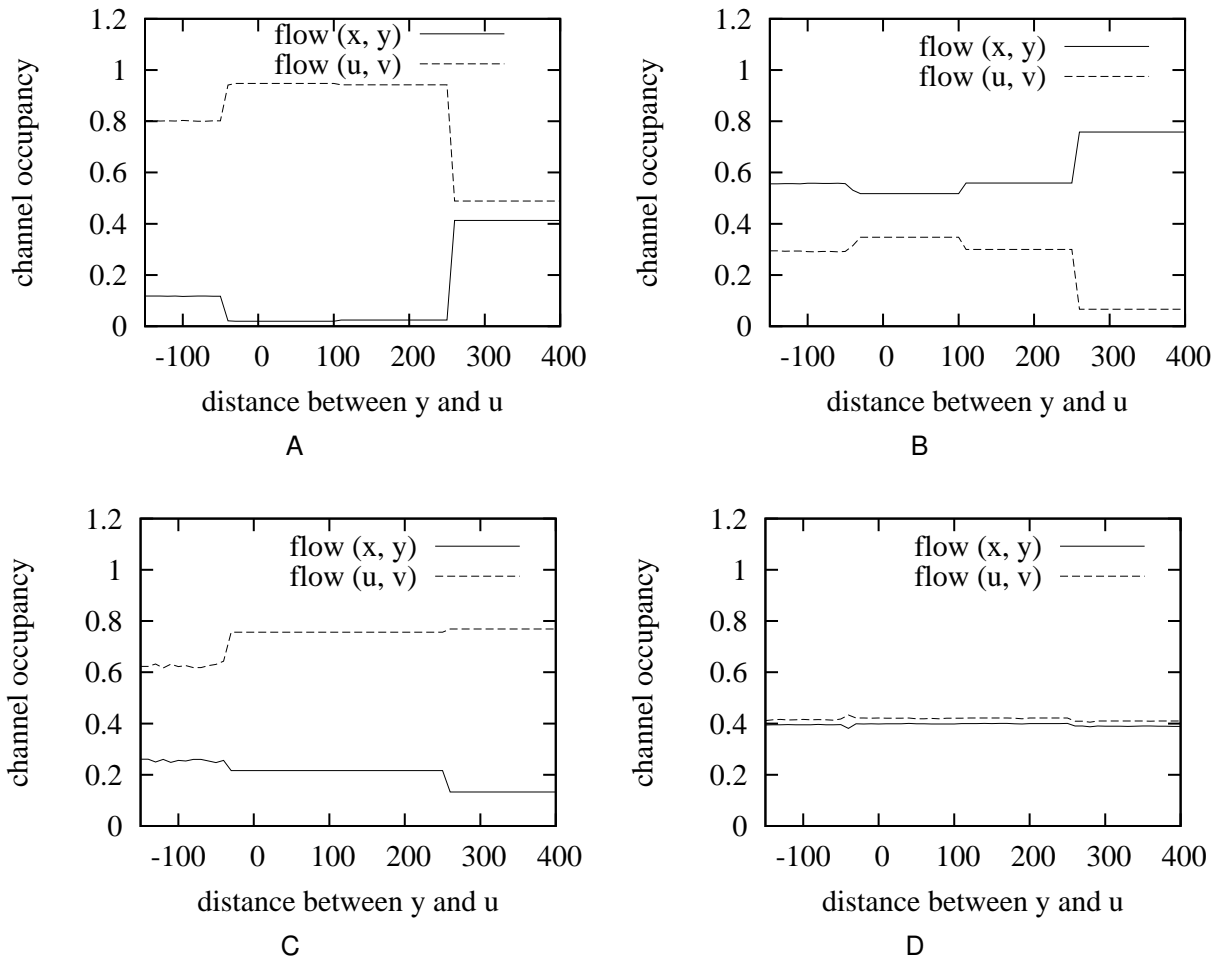 1.2
1
0.8
0.6
0.4
0.2
0
channel occupancy
flow (x, y)
flow (u, v)
-100 0 100 200 300 400
distance between y and u
A
1.2
1
0.8
0.6
0.4
0.2
0
channel occupancy
flow (x, y)
flow (u, v)
-100 0 100 200 300 400
distance between y and u
B
1.2
1
0.8
0.6
0.4
0.2
0
channel occupancy
flow (x, y)
flow (u, v)
-100 0 100 200 300 400
distance between y and u
C
1.2
1
0.8
0.6
0.4
0.2
0
channel occupancy
flow (x, y)
flow (u, v)
-100 0 100 200 300 400
distance between y and u
D